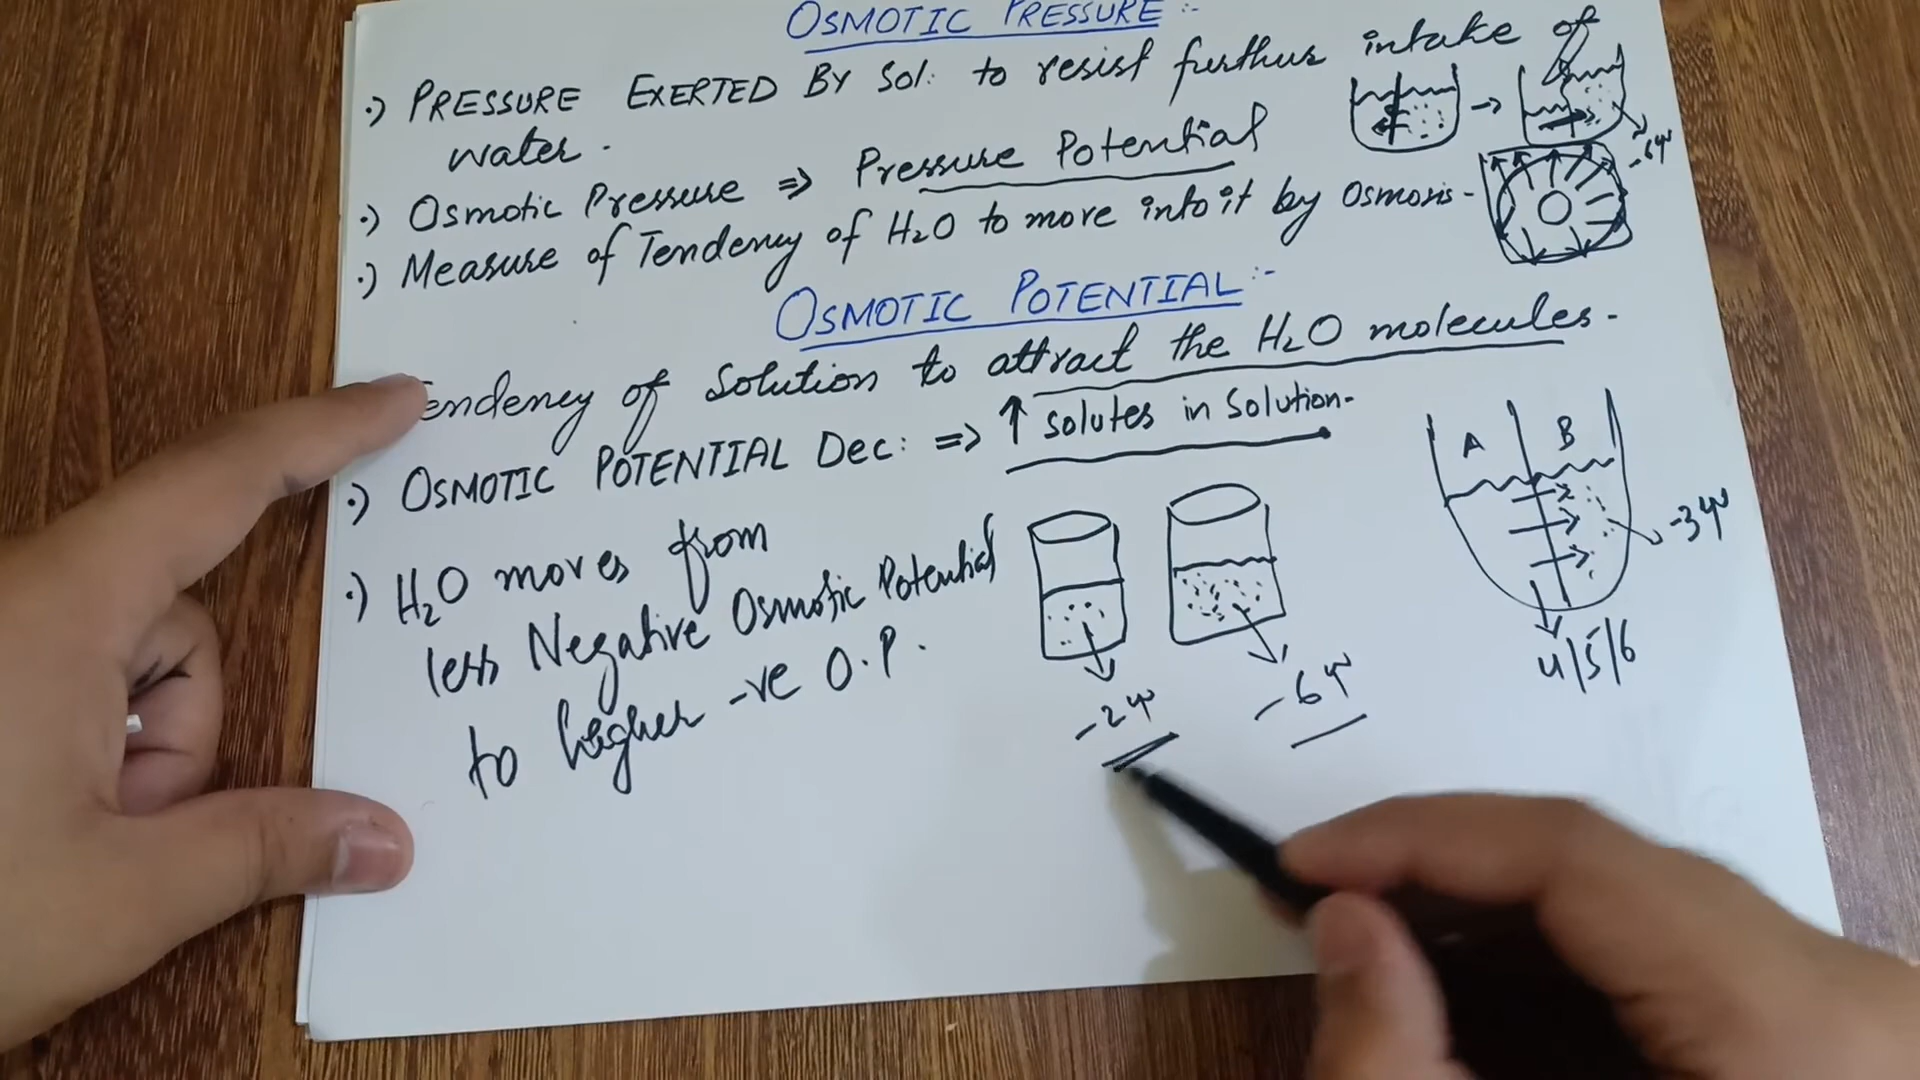 OSMOTIC PRESSURE :-
•) PRESSURE EXERTED BY Sol: to resist further intake of
water.
•) Osmotic Pressure => Pressure Potential
•) Measure of Tendency of H2O to move into it by Osmosis -
-6ψ
OSMOTIC POTENTIAL :-
Tendency of Solution to attract the H2O molecules -
•) OSMOTIC POTENTIAL Dec: => ↑ solutes in Solution -
•) H2O moves from
less Negative Osmotic Potential
to higher -ve O.P.
-2ψ
-6ψ
A B
-3ψ
4/5/6